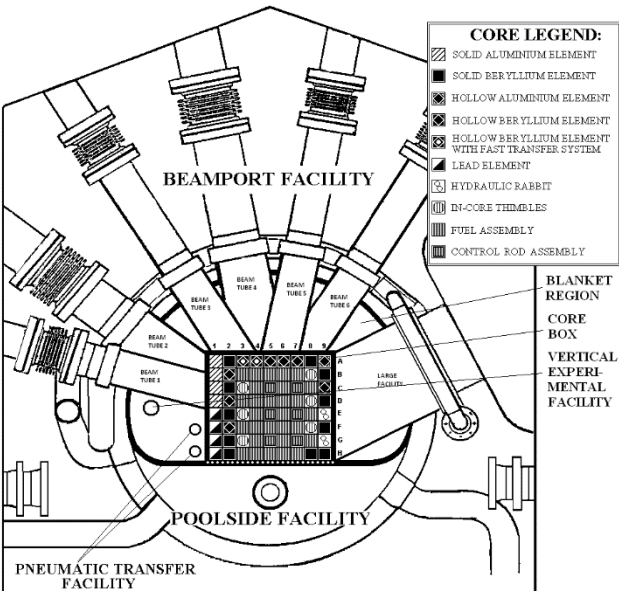 CORE LEGEND:
SOLID ALUMINIUM ELEMENT
SOLID BERYLLIUM ELEMENT
HOLLOW ALUMINIUM ELEMENT
HOLLOW BERYLLIUM ELEMENT
HOLLOW BERYLLIUM ELEMENT
WITH FAST TRANSFER SYSTEM
LEAD ELEMENT
HYDRAULIC RABBIT
IN-CORE THIMBLES
FUEL ASSEMBLY
CONTROL ROD ASSEMBLY
BEAMPORT FACILITY
BEAM
TUBE 1
BEAM
TUBE 2
BEAM
TUBE 3
BEAM
TUBE 4
BEAM
TUBE 5
BEAM
TUBE 6
LARGE
FACILITY
1 2 3 4 5 6 7 8 9
A
B
C
D
E
F
G
H
BLANKET
REGION
CORE
BOX
VERTICAL
EXPERI-
MENTAL
FACILITY
POOLSIDE FACILITY
PNEUMATIC TRANSFER
FACILITY